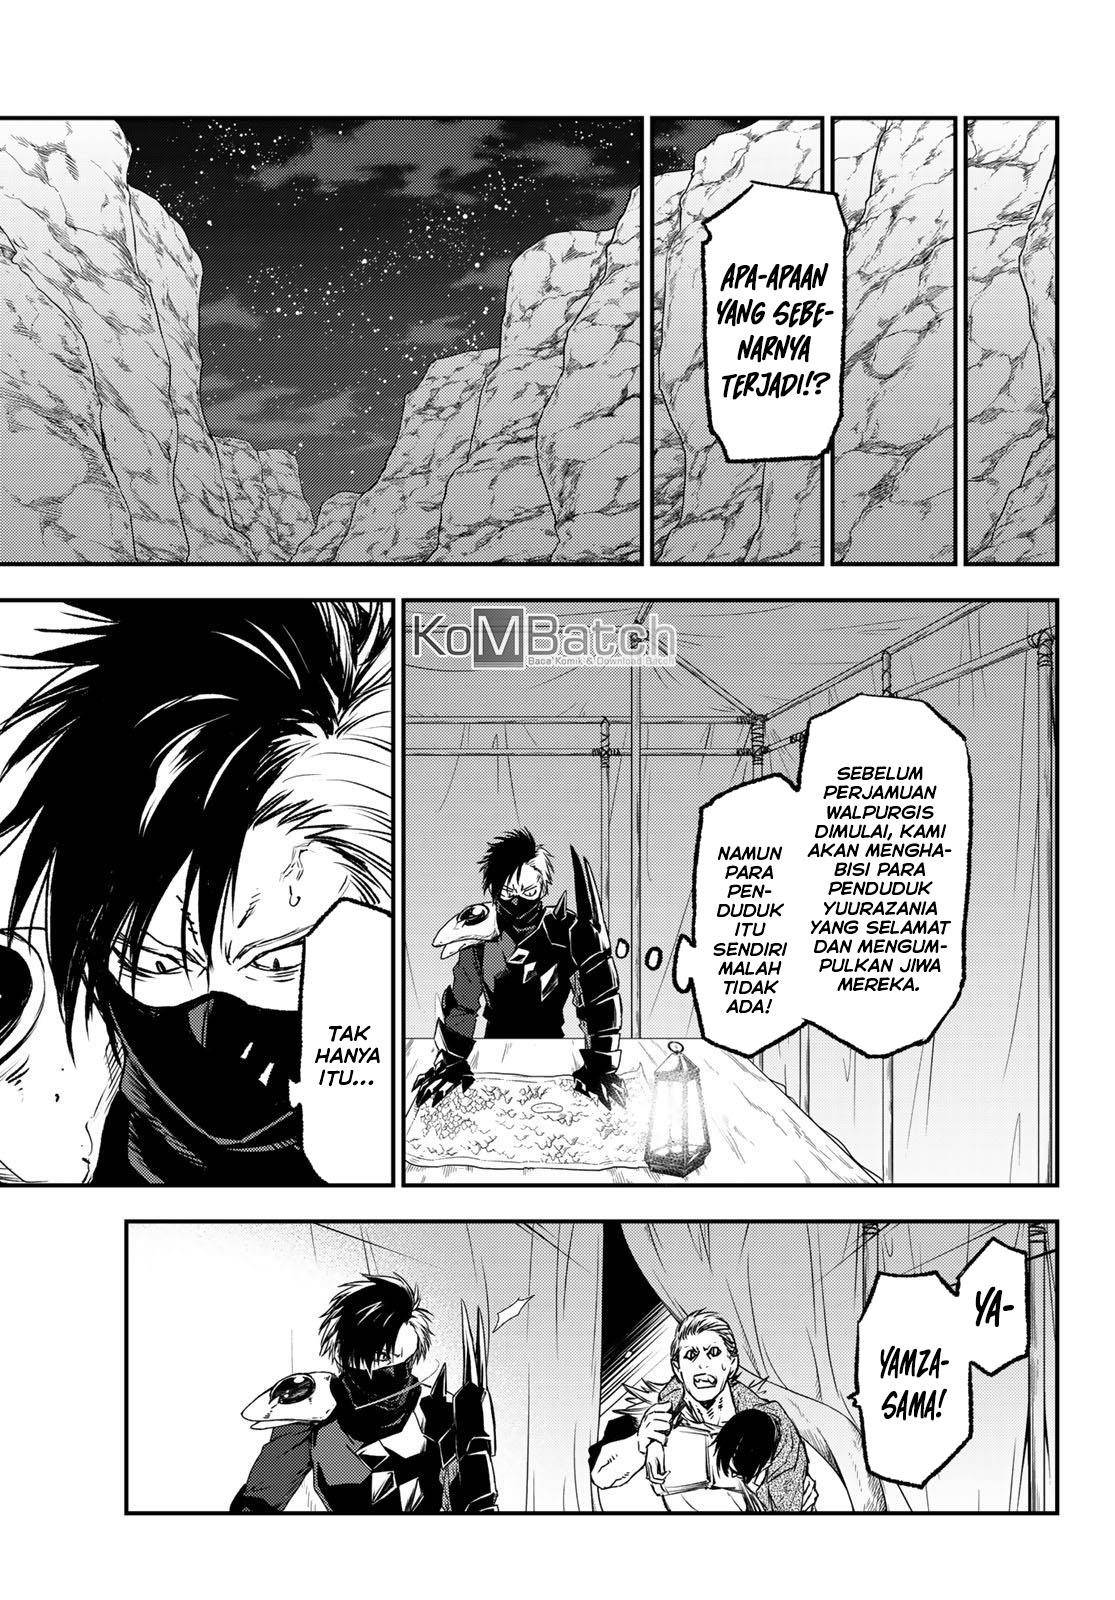 APA-APAAN
YANG SEBE-
NARNYA
TERJADI!?
KOMBatch
Baca Komik & Download Batch
SEBELUM
PERJAMUAN
WALPURGIS
DIMULAI, KAMI
AKAN MENGHA-
BISI PARA
PENDUDUK
YUURAZANIA
YANG SELAMAT
DAN MENGUM-
PULKAN JIWA
MEREKA.
NAMUN
PARA
PEN-
DUDUK
ITU
SENDIRI
MALAH
TIDAK
ADA!
TAK
HANYA
ITU...
YA-
YAMZA-
SAMA!